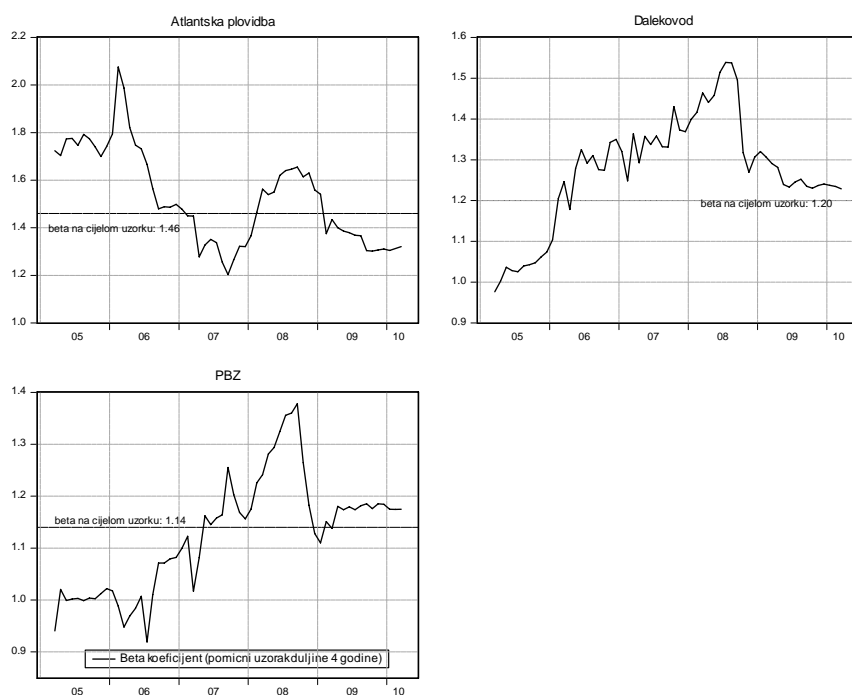 Atlantska plovidba
2.2
2.0
1.8
1.6
1.4
1.2
1.0
beta na cijelom uzorku: 1.46
05 06 07 08 09 10
Dalekovod
1.6
1.5
1.4
1.3
1.2
1.1
1.0
0.9
beta na cijelom uzorku: 1.20
05 06 07 08 09 10
PBZ
1.4
1.3
1.2
1.1
1.0
0.9
beta na cijelom uzorku: 1.14
Beta koeficijent (pomicni uzorak duljine 4 godine)
05 06 07 08 09 10